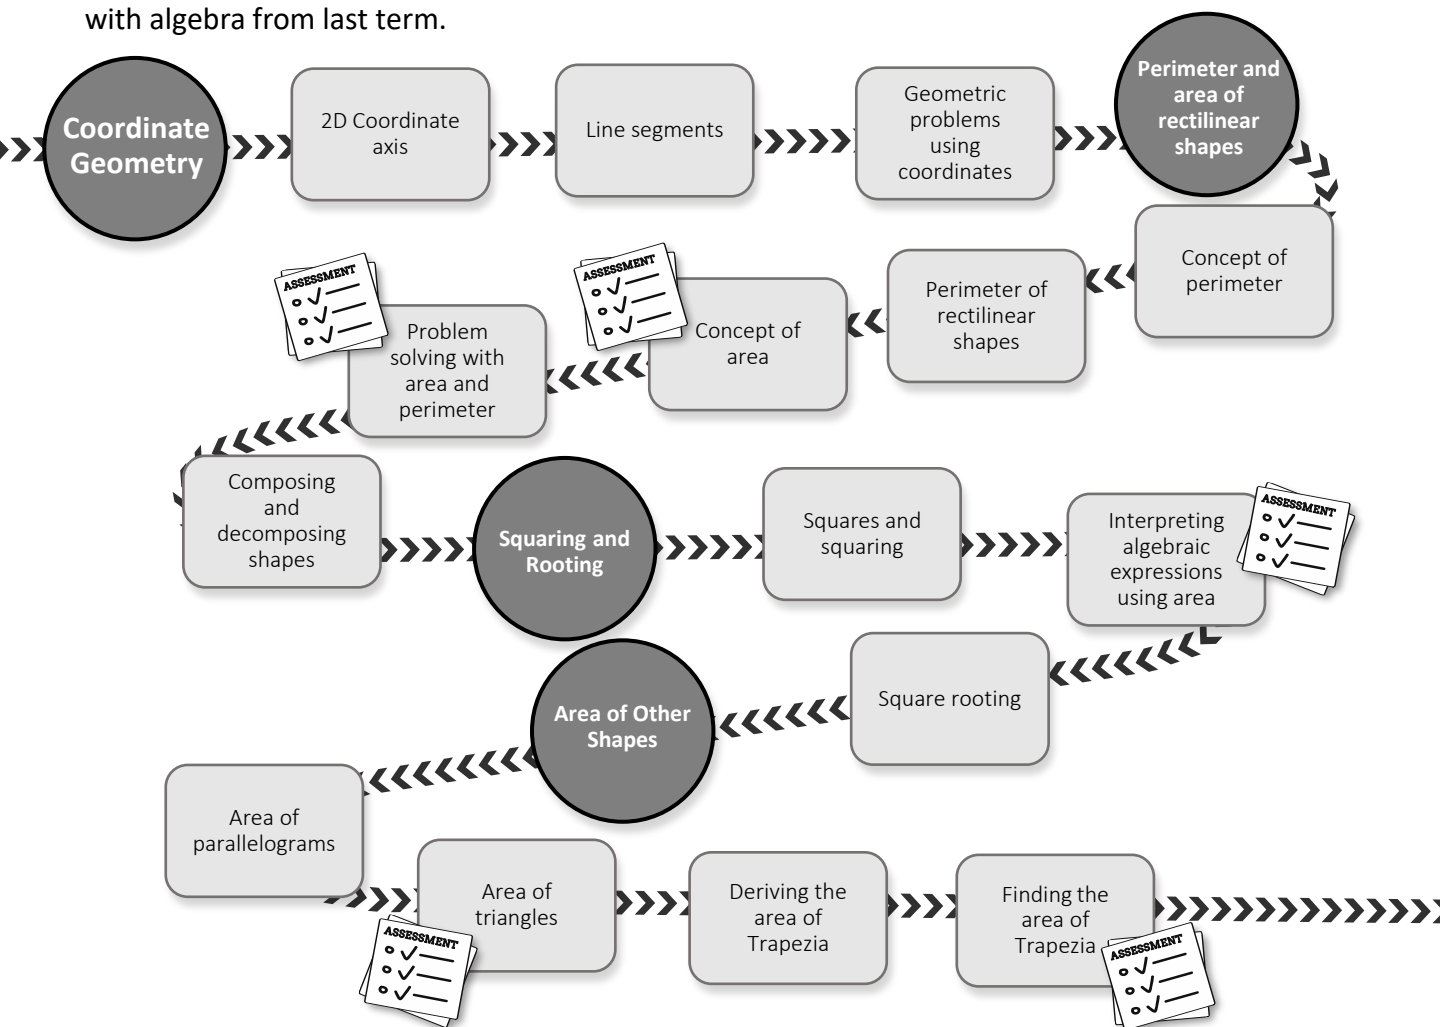 with algebra from last term.
Coordinate
Geometry
2D Coordinate
axis
Line segments
Geometric
problems
using
coordinates
Perimeter and
area of
rectilinear
shapes
Concept of
perimeter
Perimeter of
rectilinear
shapes
ASSESSMENT
Concept of
area
ASSESSMENT
Problem
solving with
area and
perimeter
Composing
and
decomposing
shapes
Squaring and
Rooting
Squares and
squaring
Interpreting
algebraic
expressions
using area
ASSESSMENT
Square rooting
Area of Other
Shapes
Area of
parallelograms
Area of
triangles
ASSESSMENT
Deriving the
area of
Trapezia
Finding the
area of
Trapezia
ASSESSMENT